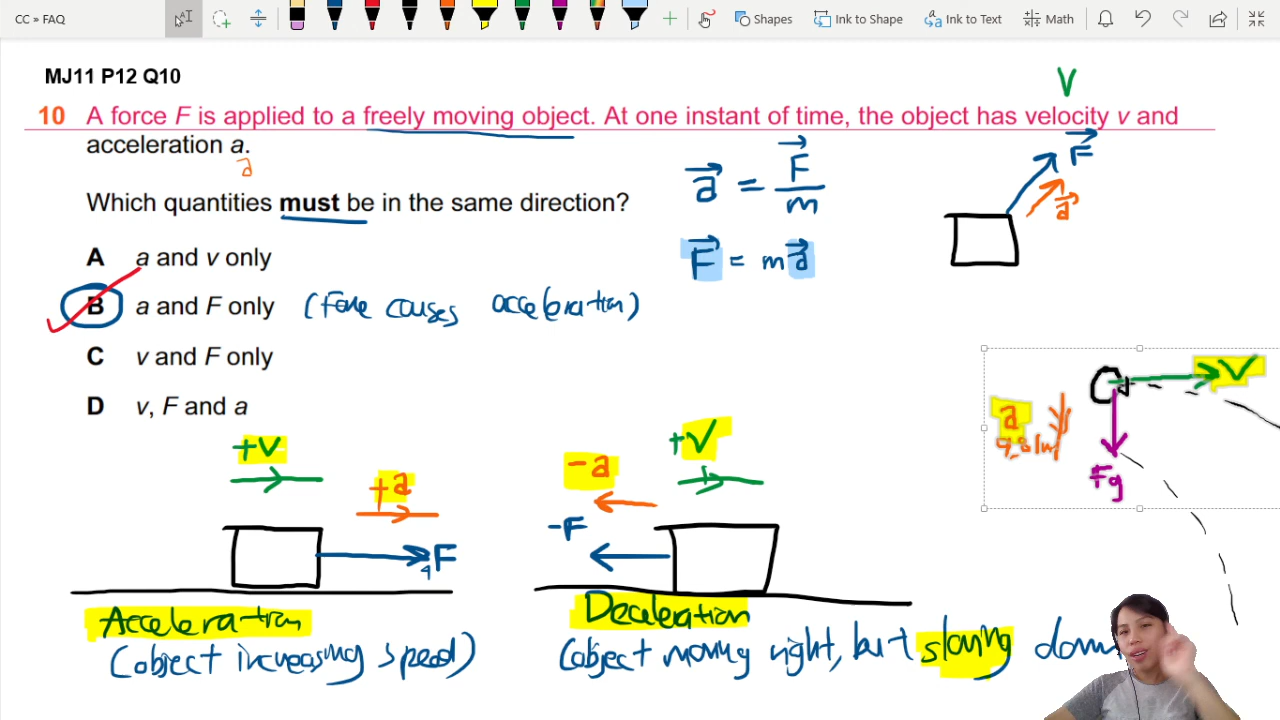 CC » FAQ
Shapes
Ink to Shape
Ink to Text
Math
MJ11 P12 Q10
V
10 A force F is applied to a freely moving object. At one instant of time, the object has velocity v and
acceleration a.
a
Which quantities must be in the same direction?
a = F/m
F = ma
F
a
A a and v only
B a and F only (Force causes acceleration)
C v and F only
D v, F and a
V
a
9.81m/
Fg
+V
+a
F
-a
+V
-F
Acceleration
(object increasing speed)
Deceleration
(object moving right, but slowing down